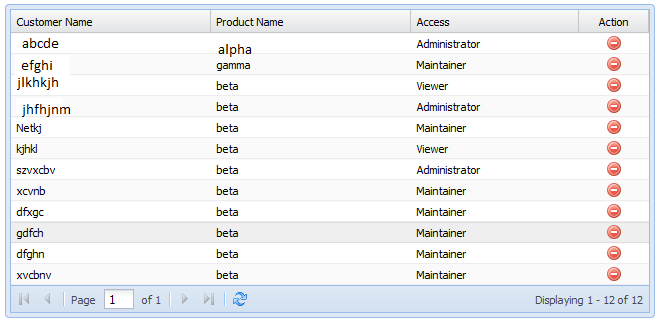 Customer Name Product Name Access Action
abcde alpha Administrator
efghi gamma Maintainer
jlkhkjh beta Viewer
jhfhjnm beta Administrator
Netkj beta Maintainer
kjhkl beta Viewer
szvxcbv beta Administrator
xcvnb beta Maintainer
dfxgc beta Maintainer
gdfch beta Maintainer
dfghn beta Maintainer
xvcbnv beta Maintainer
Page 1 of 1 Displaying 1 - 12 of 12